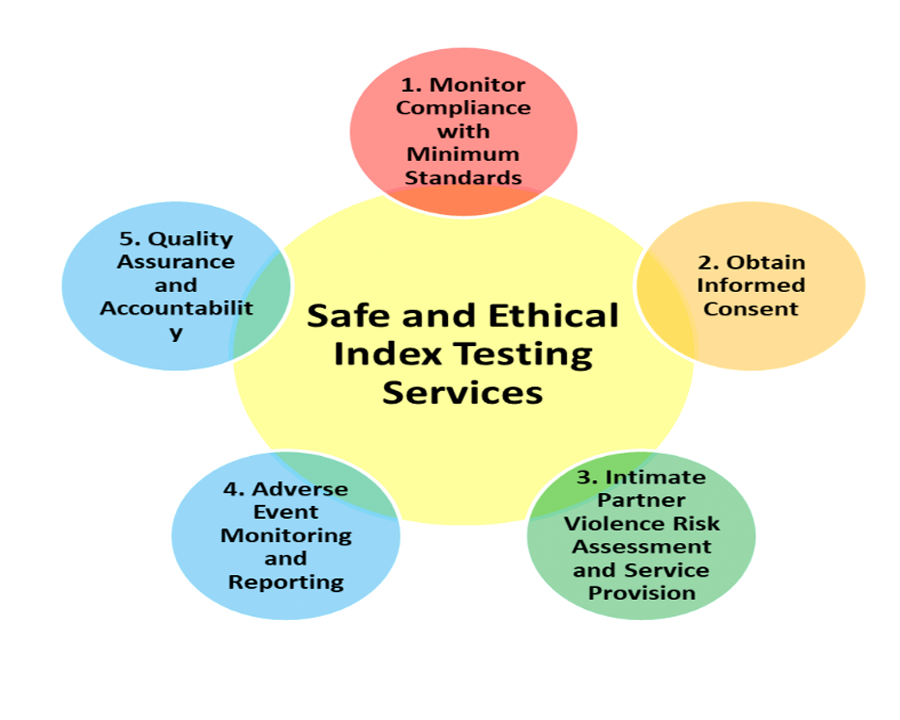 1. Monitor
Compliance
with
Minimum
Standards
2. Obtain
Informed
Consent
3. Intimate
Partner
Violence Risk
Assessment
and Service
Provision
4. Adverse
Event
Monitoring
and
Reporting
5. Quality
Assurance
and
Accountabilit
y
Safe and Ethical
Index Testing
Services